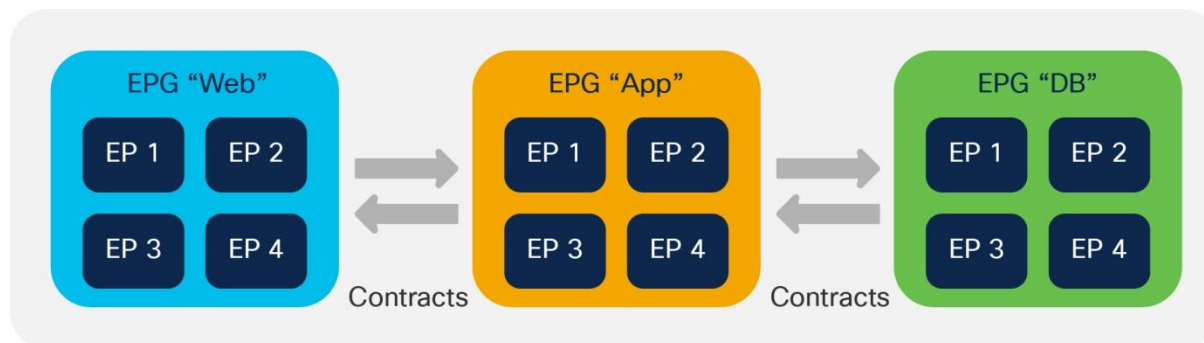 EPG “Web”
EP 1 EP 2
EP 3 EP 4
Contracts
EPG “App”
EP 1 EP 2
EP 3 EP 4
Contracts
EPG “DB”
EP 1 EP 2
EP 3 EP 4